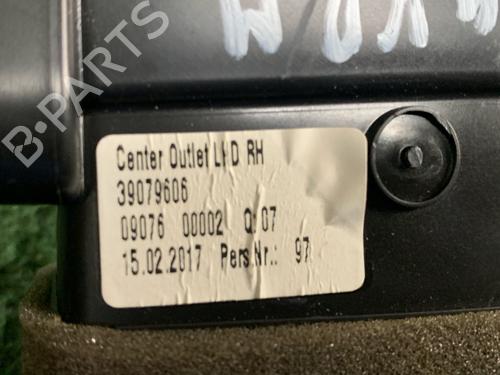 B-PARTS
Center Outlet LHD RH
39079606
09076 00002 Q:07
15.02.2017 Pers.Nr.: 97